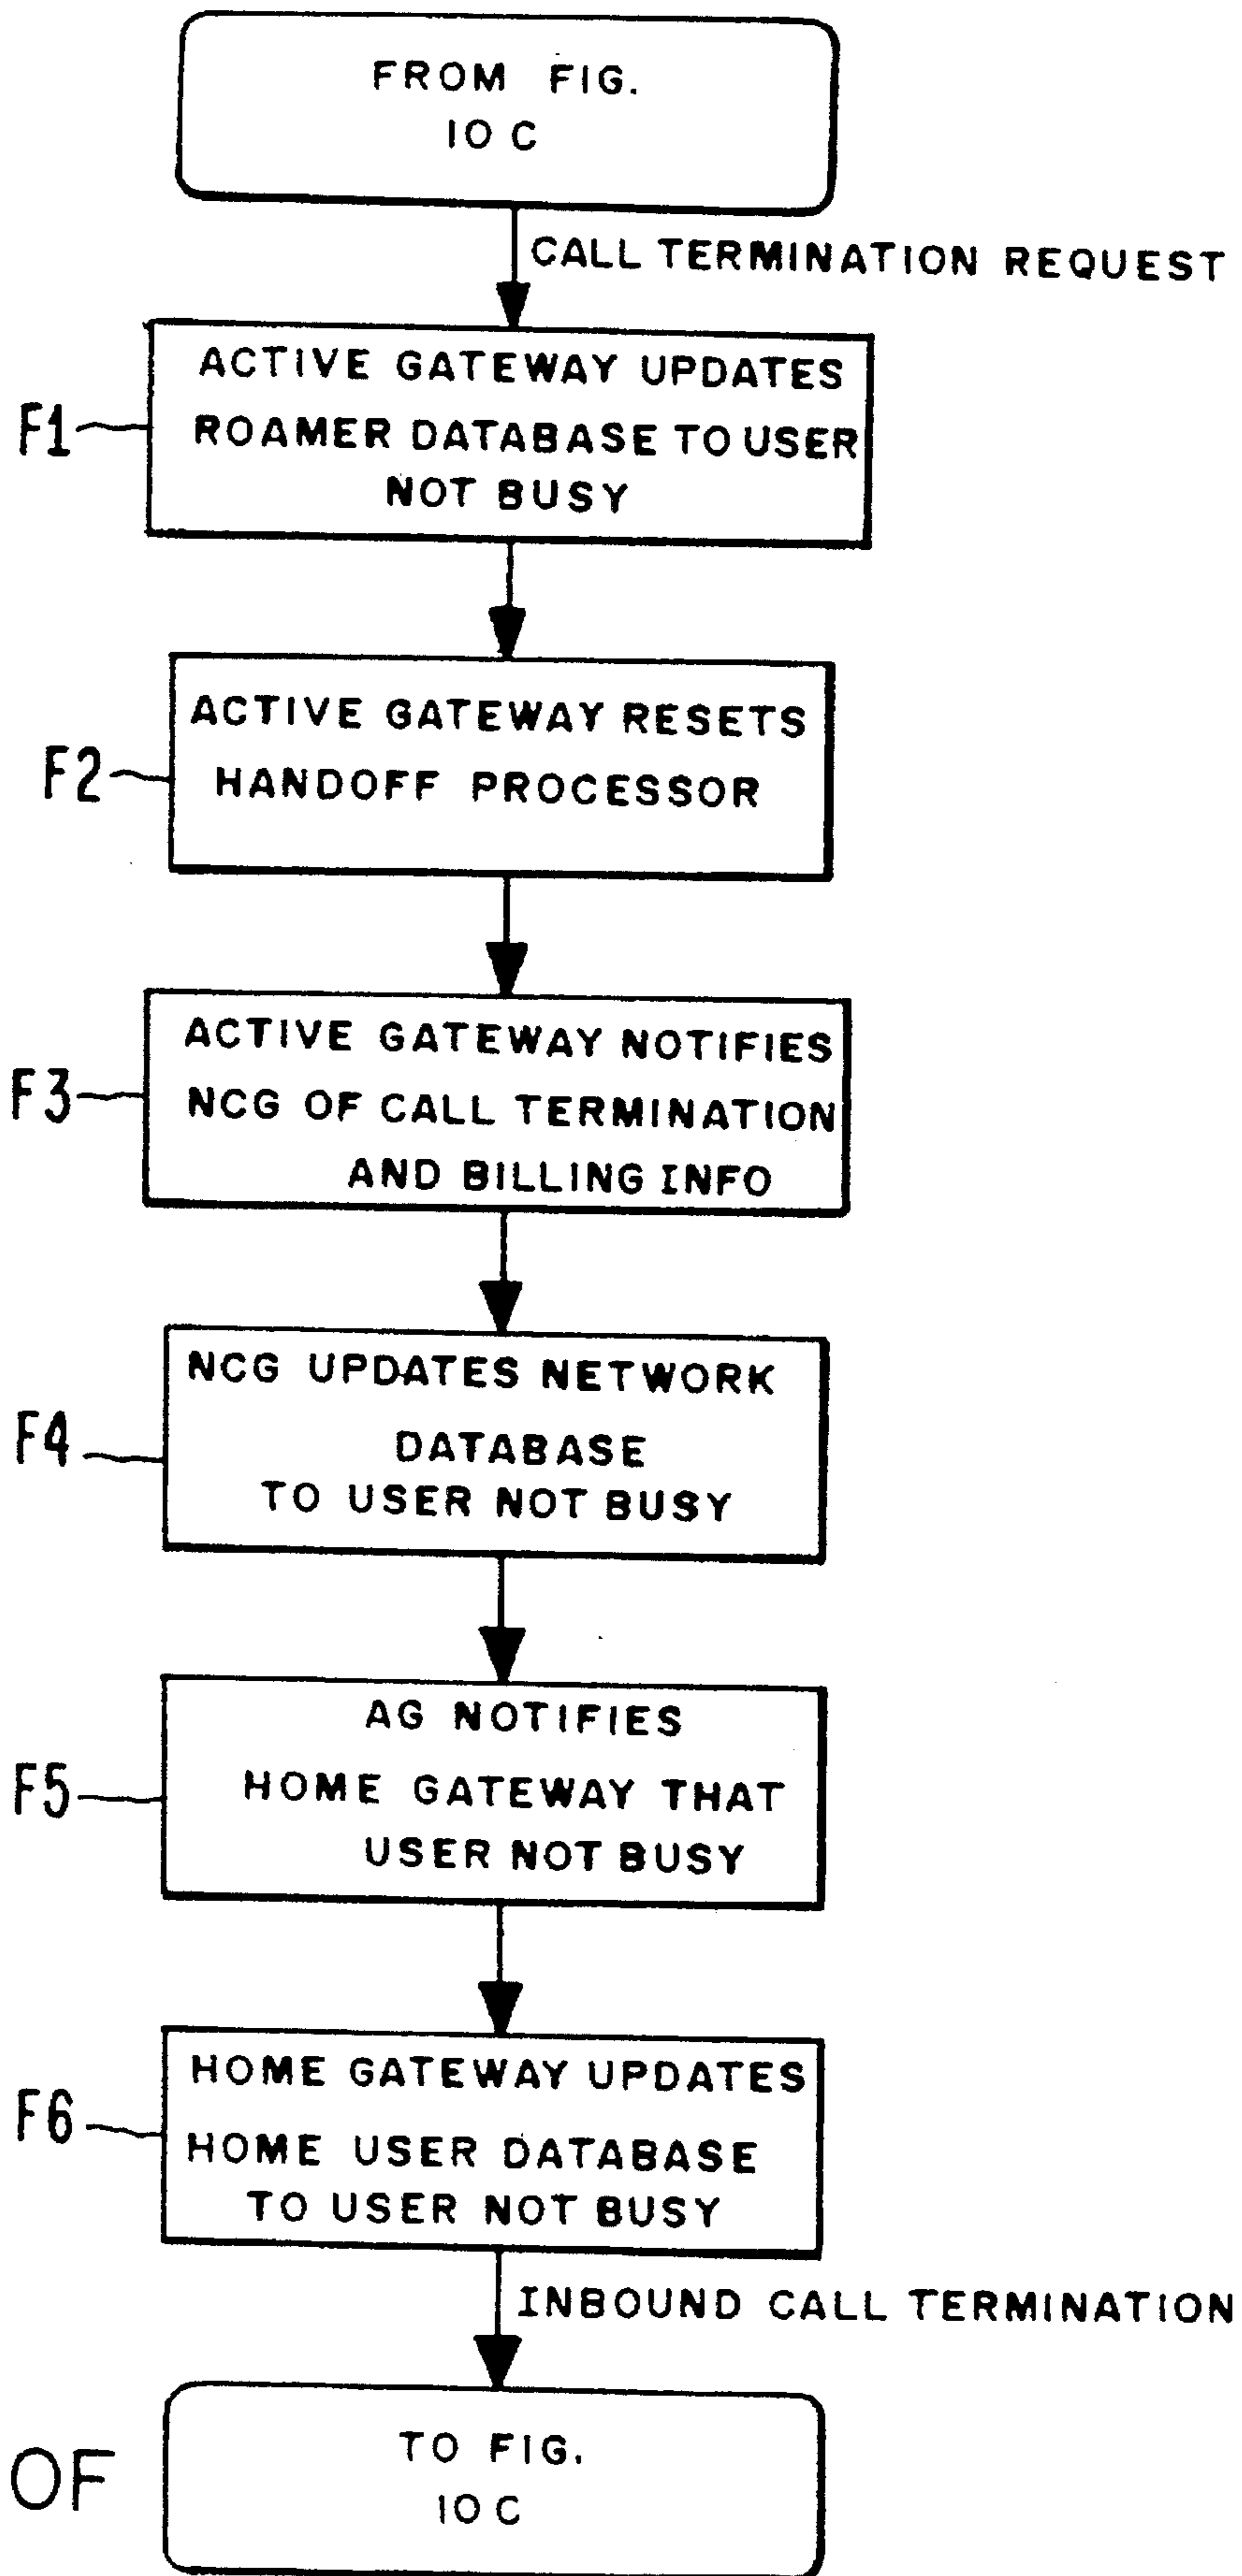 FROM FIG.
10 C
CALL TERMINATION REQUEST
F1
ACTIVE GATEWAY UPDATES
ROAMER DATABASE TO USER
NOT BUSY
F2
ACTIVE GATEWAY RESETS
HANDOFF PROCESSOR
F3
ACTIVE GATEWAY NOTIFIES
NCG OF CALL TERMINATION
AND BILLING INFO
F4
NCG UPDATES NETWORK
DATABASE
TO USER NOT BUSY
F5
AG NOTIFIES
HOME GATEWAY THAT
USER NOT BUSY
F6
HOME GATEWAY UPDATES
HOME USER DATABASE
TO USER NOT BUSY
INBOUND CALL TERMINATION
OF
TO FIG.
10 C